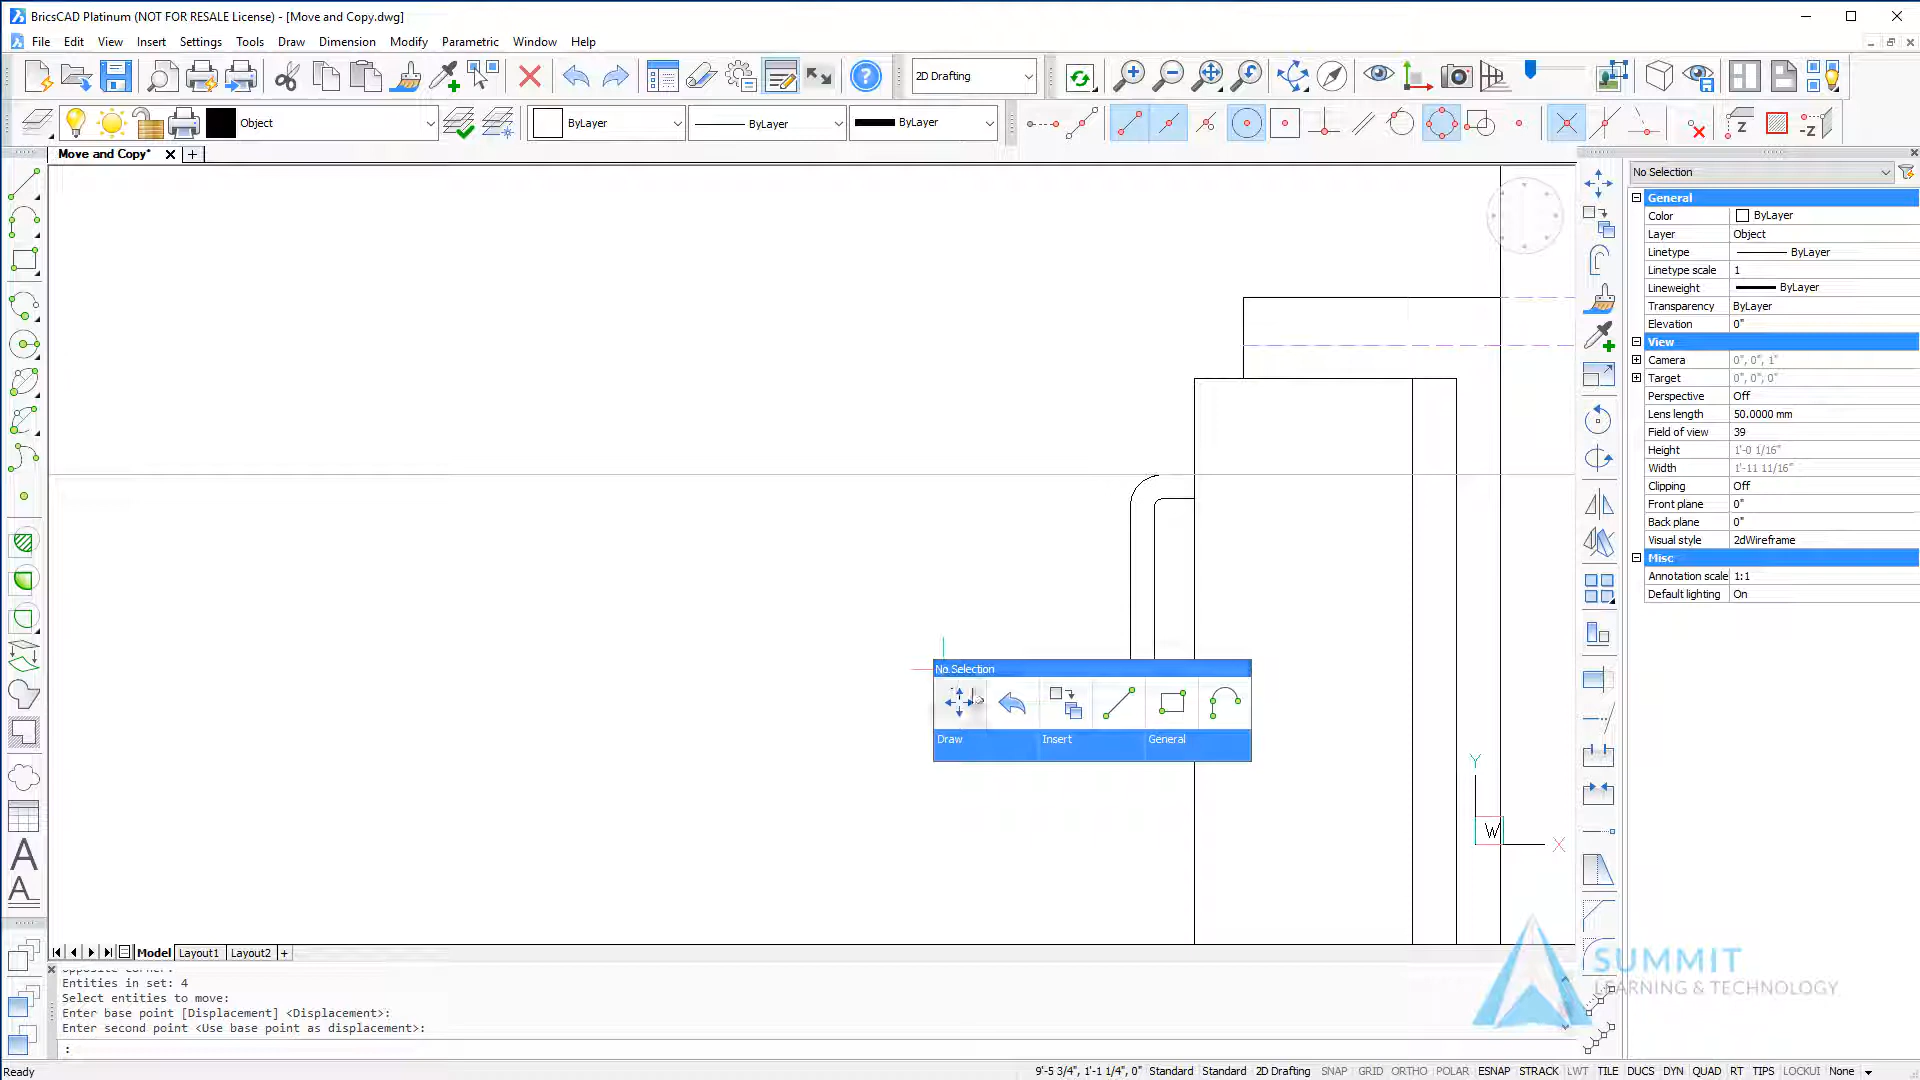 BricsCAD Platinum (NOT FOR RESALE License) - [Move and Copy.dwg]
File Edit View Insert Settings Tools Draw Dimension Modify Parametric Window Help
2D Drafting
Object
ByLayer
ByLayer
ByLayer
Z
-Z
Move and Copy*
No Selection
General
Color ByLayer
Layer Object
Linetype ByLayer
Linetype scale 1
Lineweight ByLayer
Transparency ByLayer
Elevation 0"
View
Camera 0", 0", 1"
Target 0", 0", 0"
Perspective Off
Lens length 50.0000 mm
Field of view 39
Height 1'-0 1/16"
Width 1'-11 11/16"
Clipping Off
Front plane 0"
Back plane 0"
Visual style 2dWireframe
Misc
Annotation scale 1:1
Default lighting On
No Selection
Draw Insert General
Y
W
X
A
A
Model Layout1 Layout2 +
Opposite corner:
Entities in set: 4
Select entities to move:
Enter base point [Displacement] <Displacement>:
Enter second point <Use base point as displacement>:
:
SUMMIT
LEARNING & TECHNOLOGY
Ready
9'-5 3/4", 1'-1 1/4", 0" Standard Standard 2D Drafting SNAP GRID ORTHO POLAR ESNAP STRACK LWT TILE DUCS DYN QUAD RT TIPS LOCKUI None